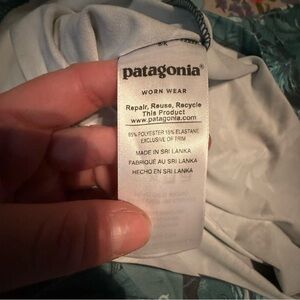 patagonia®
WORN WEAR
Repair, Reuse, Recycle
This Product
www.patagonia.com
85% POLYESTER 15% ELASTANE
EXCLUSIVE OF TRIM
MADE IN SRI LANKA
FABRIQUÉ AU SRI LANKA
HECHO EN SRI LANKA